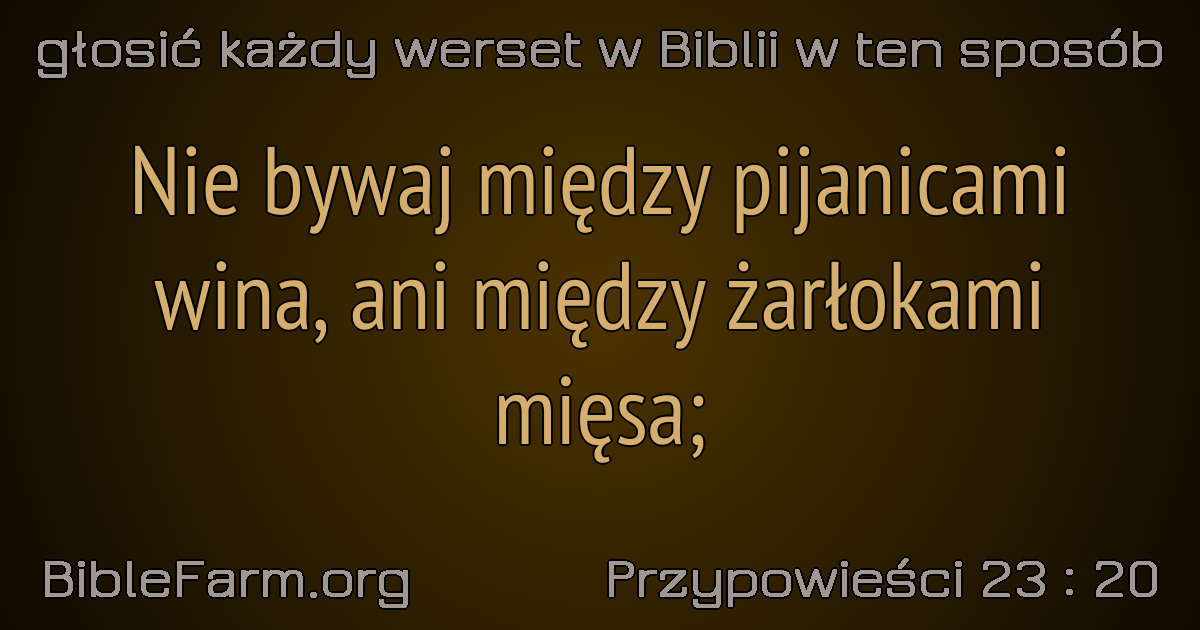 głosić każdy werset w Biblii w ten sposób
Nie bywaj między pijanicami
wina, ani między żarłokami
mięsa;
BibleFarm.org
Przypowieści 23 : 20